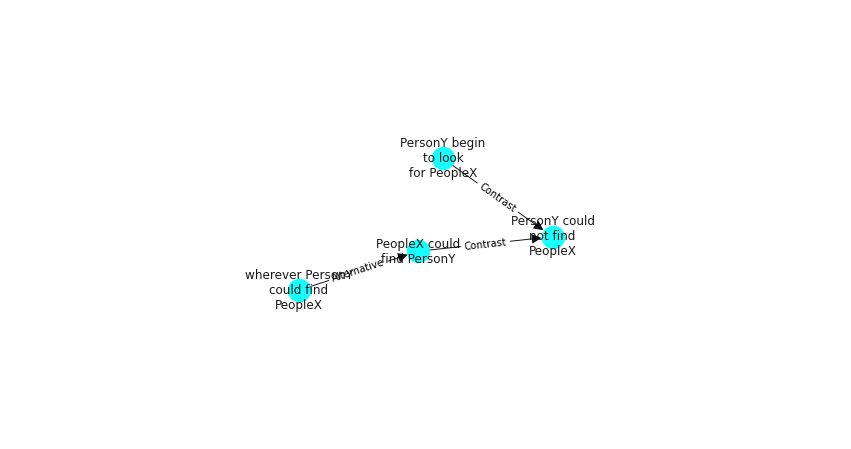 PersonY begin
to look
for PeopleX
Contrast
PersonY could
not find
PeopleX
PeopleX could
find PersonY
Contrast
Alternative
wherever PersonY
could find
PeopleX